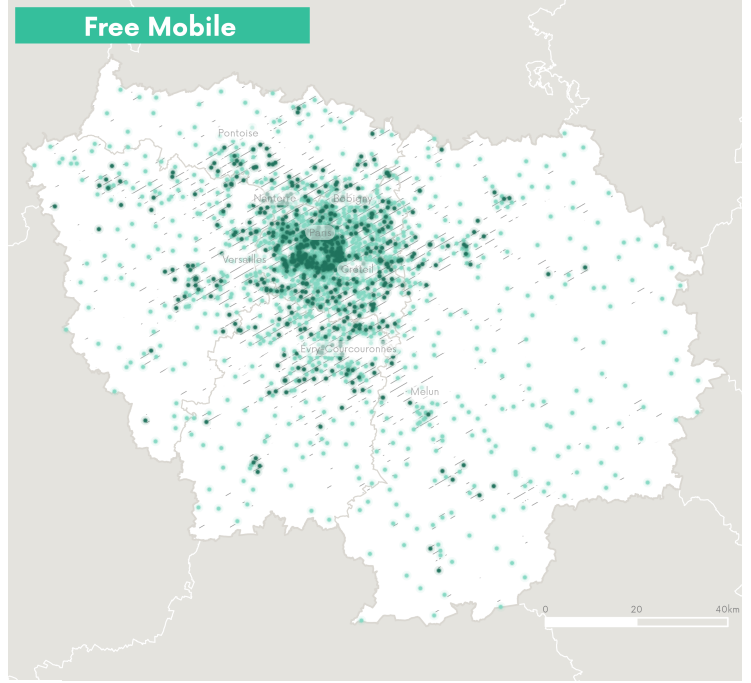 Free Mobile
Pontoise
Nanterre
Bobigny
Paris
Versailles
Créteil
Évry-Courcouronnes
Melun
0 20 40km